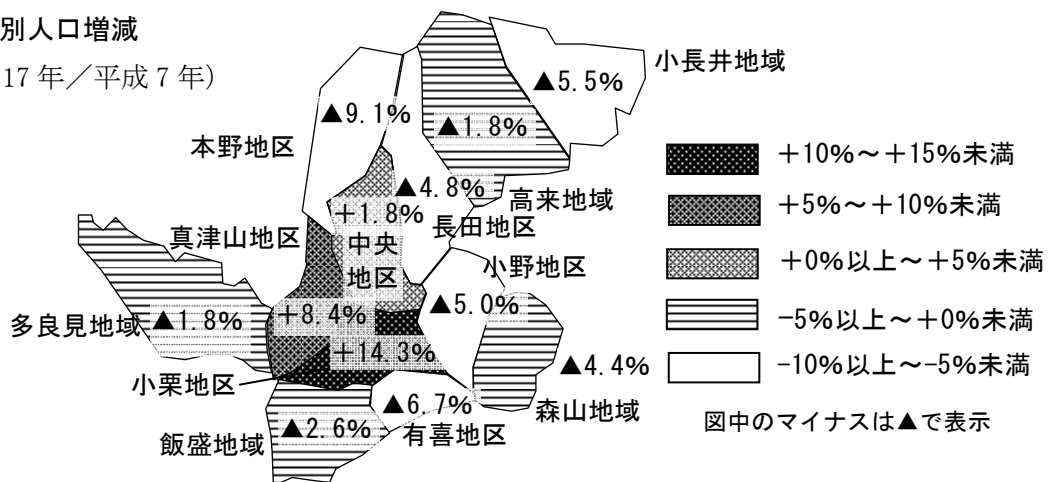 別人口増減
17年／平成7年)
小長井地域
▲5.5%
▲9.1%
▲1.8%
本野地区
▲4.8%
高来地域
+1.8%
長田地区
真津山地区
中央
地区
小野地区
▲5.0%
多良見地域
▲1.8%
+8.4%
+14.3%
▲4.4%
小栗地区
▲6.7%
森山地域
飯盛地域
▲2.6%
有喜地区
+10%～+15%未満
+5%～+10%未満
+0%以上～+5%未満
-5%以上～+0%未満
-10%以上～-5%未満
図中のマイナスは▲で表示